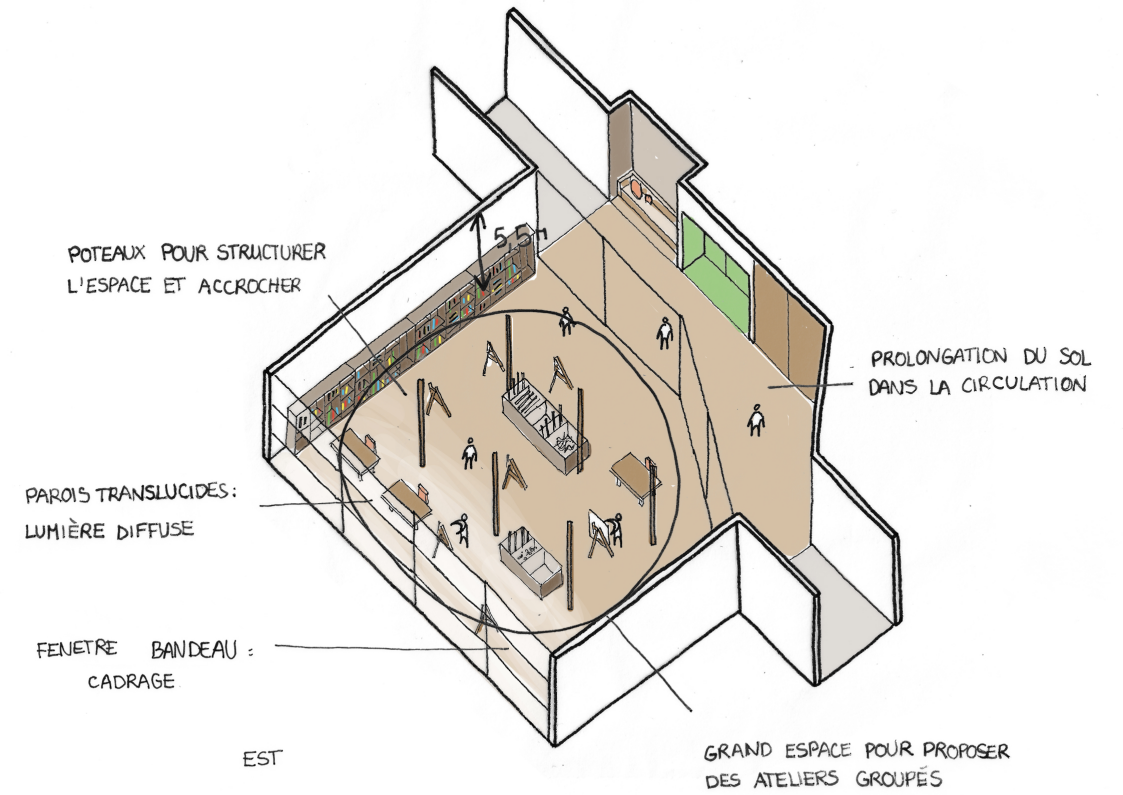 5,5m
POTEAUX POUR STRUCTURER
L'ESPACE ET ACCROCHER
PROLONGATION DU SOL
DANS LA CIRCULATION
PAROIS TRANSLUCIDES:
LUMIÈRE DIFFUSE
FENETRE BANDEAU :
CADRAGE
EST
GRAND ESPACE POUR PROPOSER
DES ATELIERS GROUPÉS